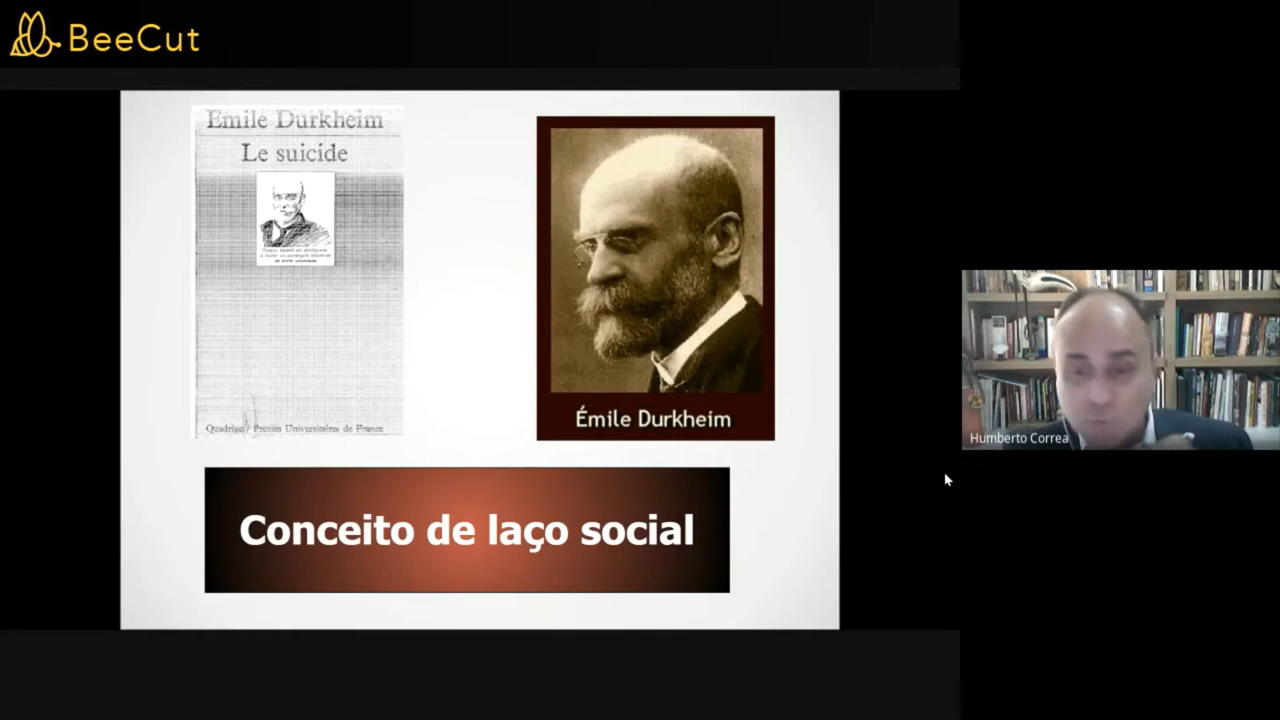 BeeCut
Emile Durkheim
Le suicide
Quadrige / Presses Universitaires de France
Émile Durkheim
Conceito de laço social
Humberto Correa